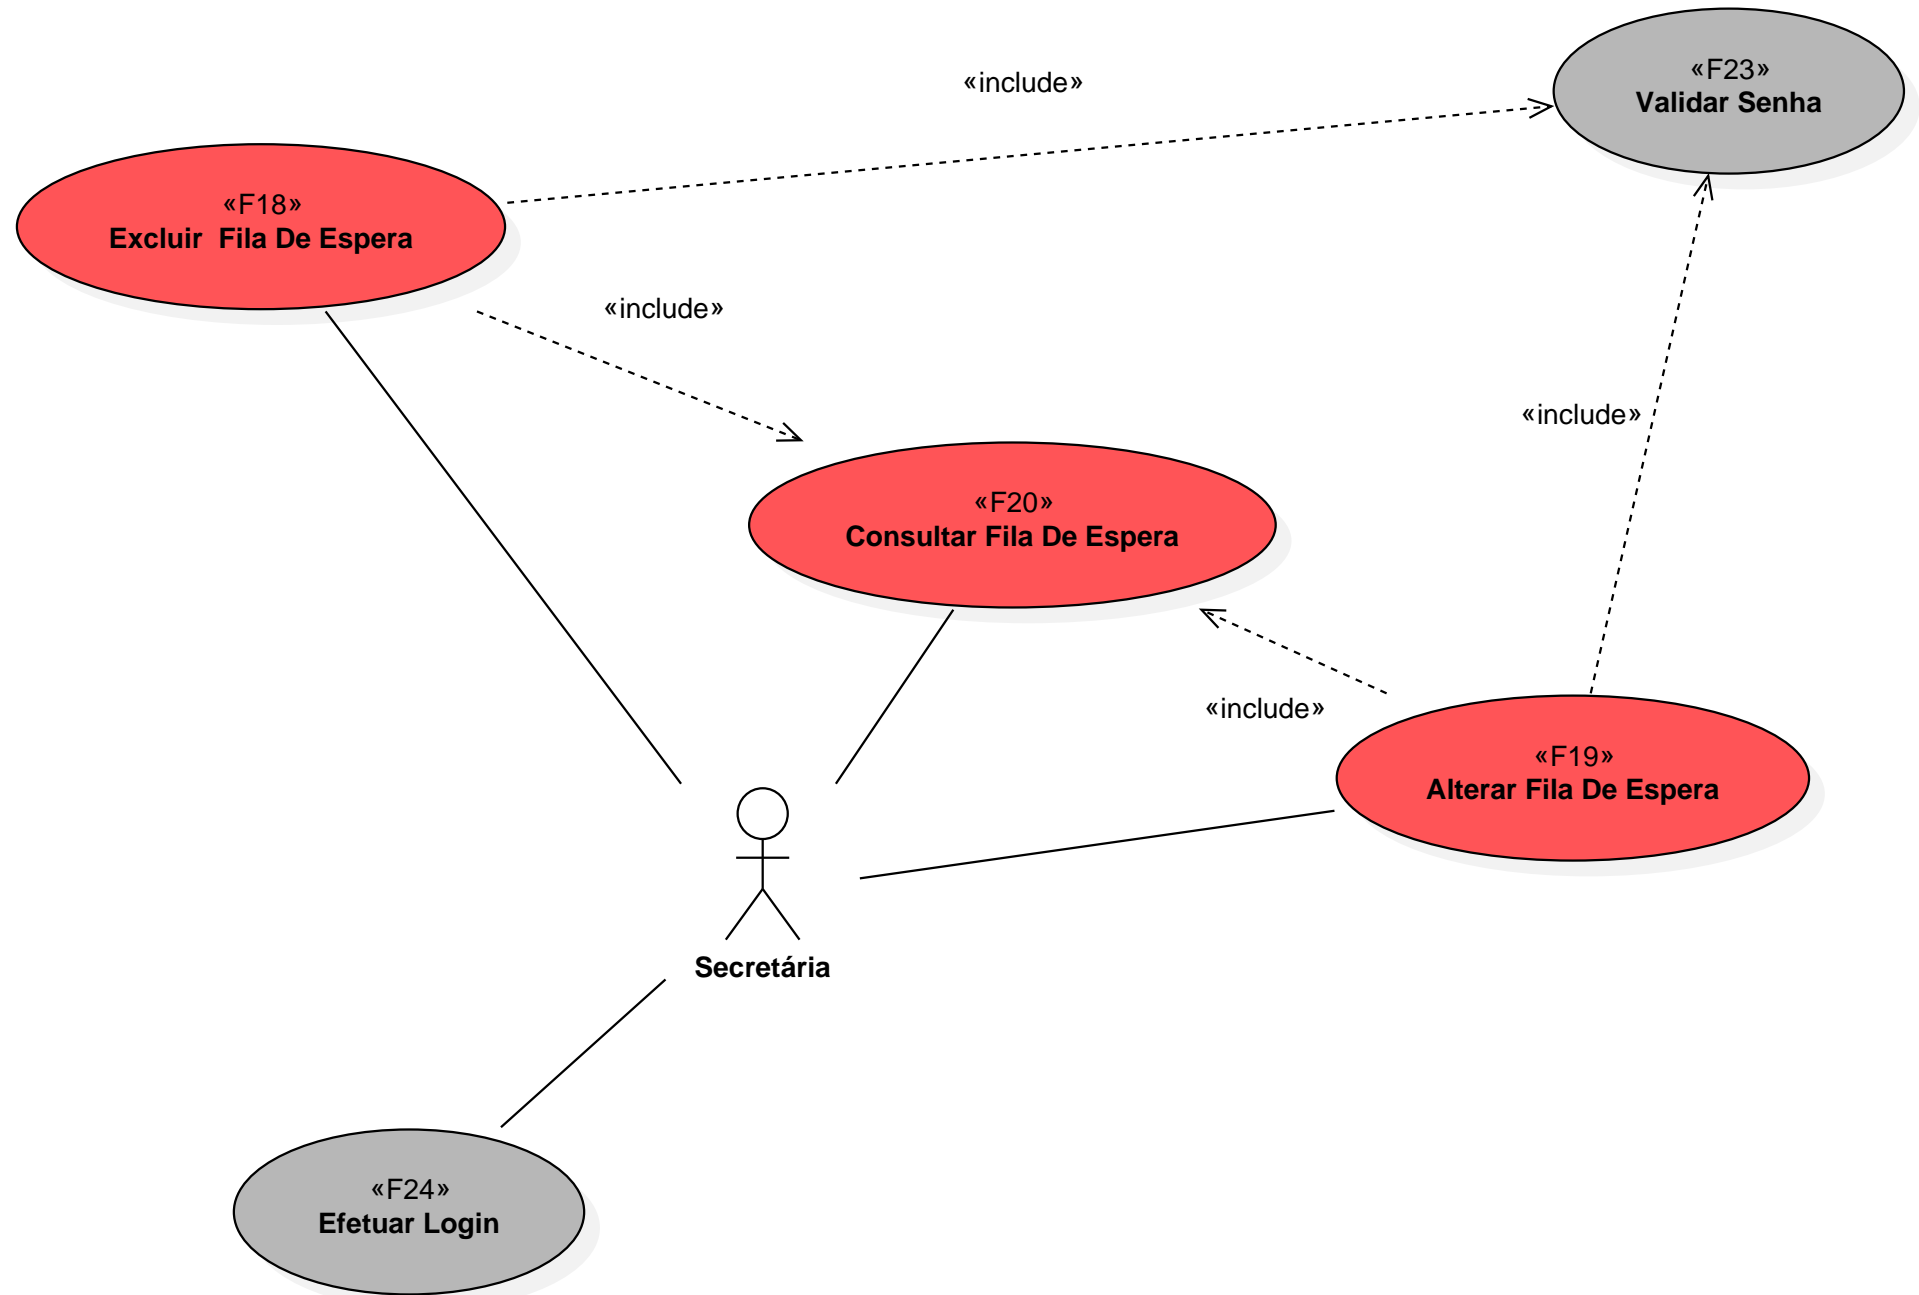 «F23»
Validar Senha
«include»
«F18»
Excluir  Fila De Espera
«include»
«include»
«F20»
Consultar Fila De Espera
«include»
«F19»
Alterar Fila De Espera
Secretária
«F24»
Efetuar Login